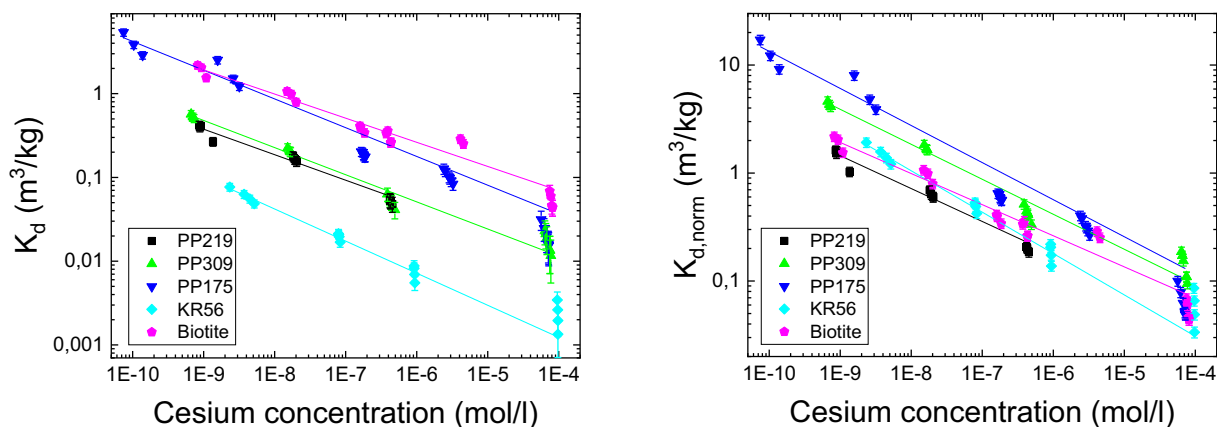 K_d (m³/kg)
1
0,1
0,01
0,001
PP219
PP309
PP175
KR56
Biotite
1E-10 1E-9 1E-8 1E-7 1E-6 1E-5 1E-4
Cesium concentration (mol/l)
K_d,norm (m³/kg)
10
1
0,1
PP219
PP309
PP175
KR56
Biotite
1E-10 1E-9 1E-8 1E-7 1E-6 1E-5 1E-4
Cesium concentration (mol/l)